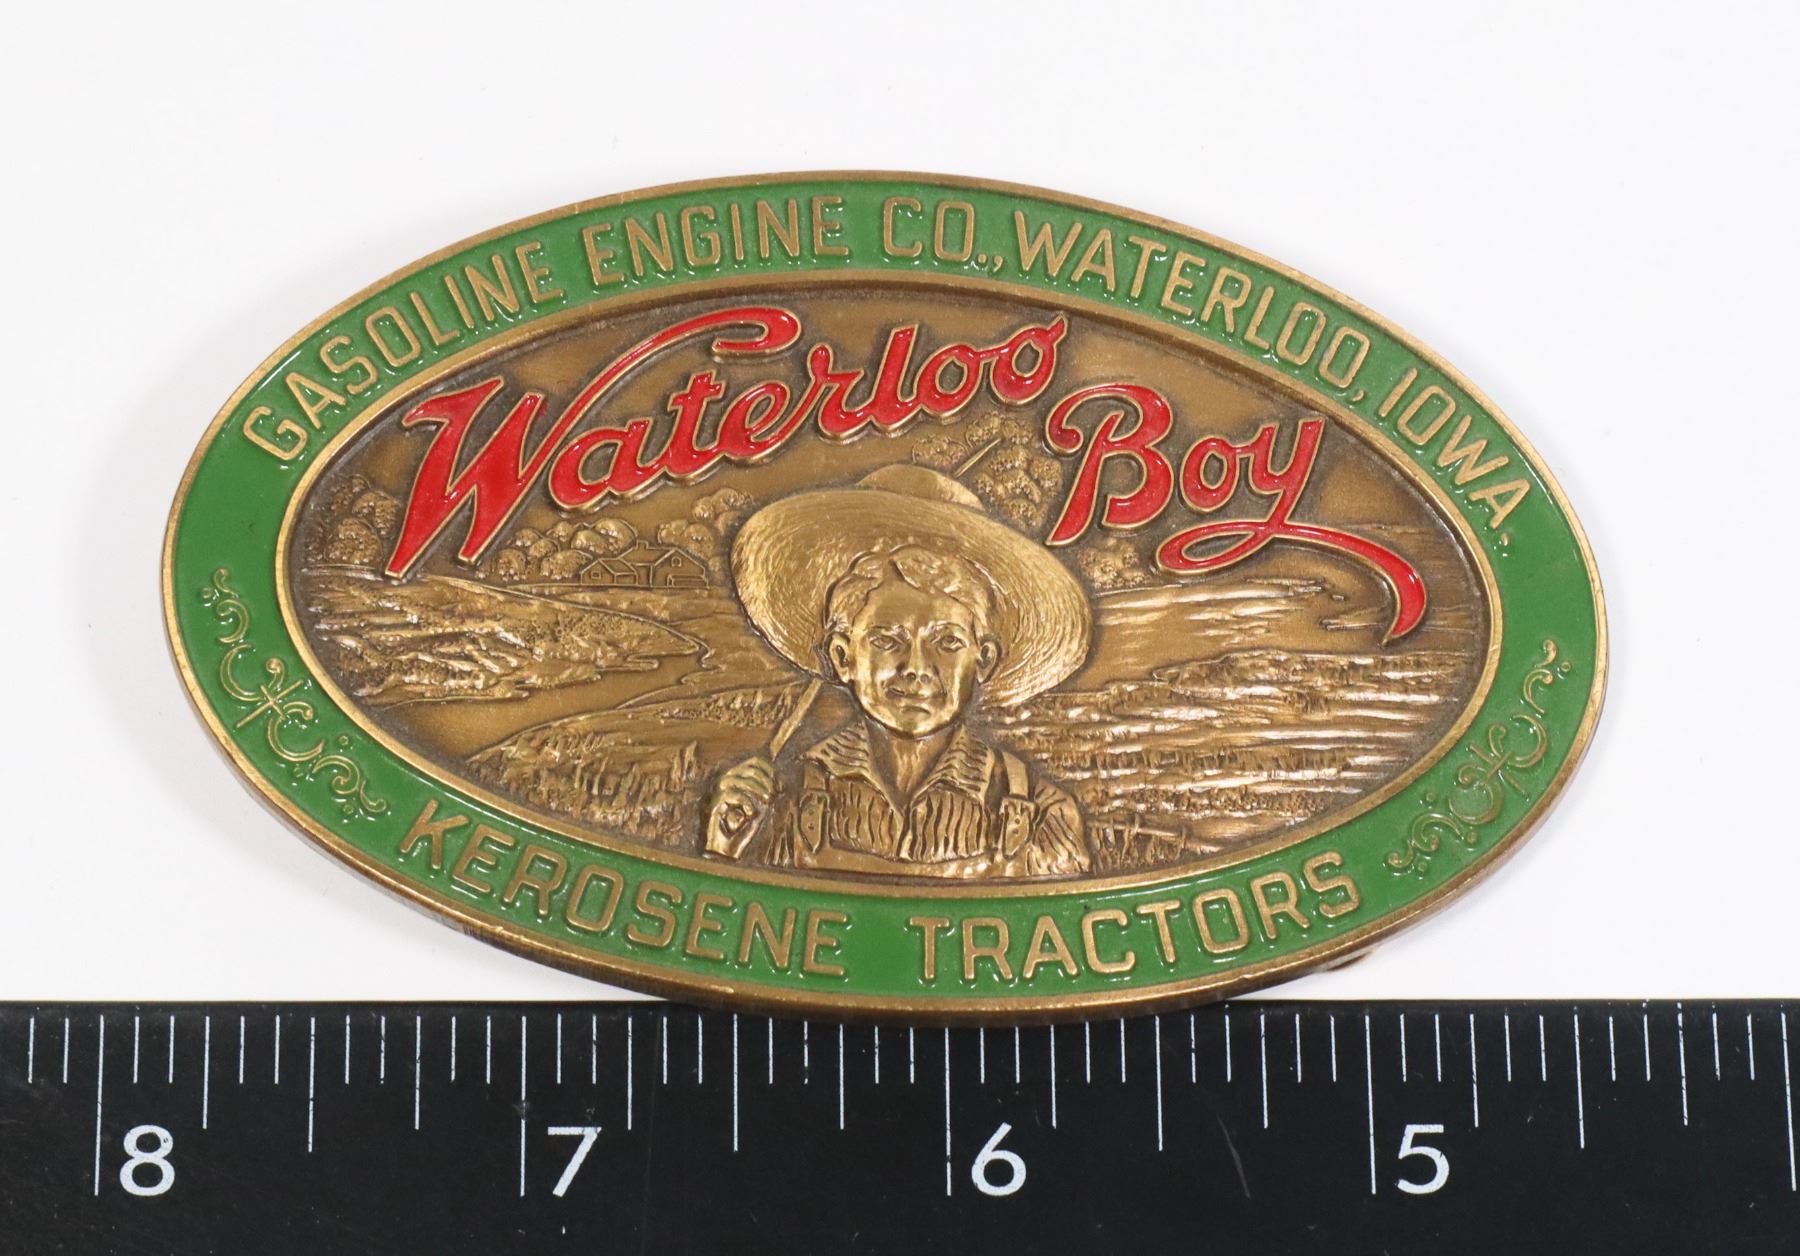 GASOLINE ENGINE CO., WATERLOO, IOWA.
Waterloo Boy
KEROSENE TRACTORS
8 7 6 5